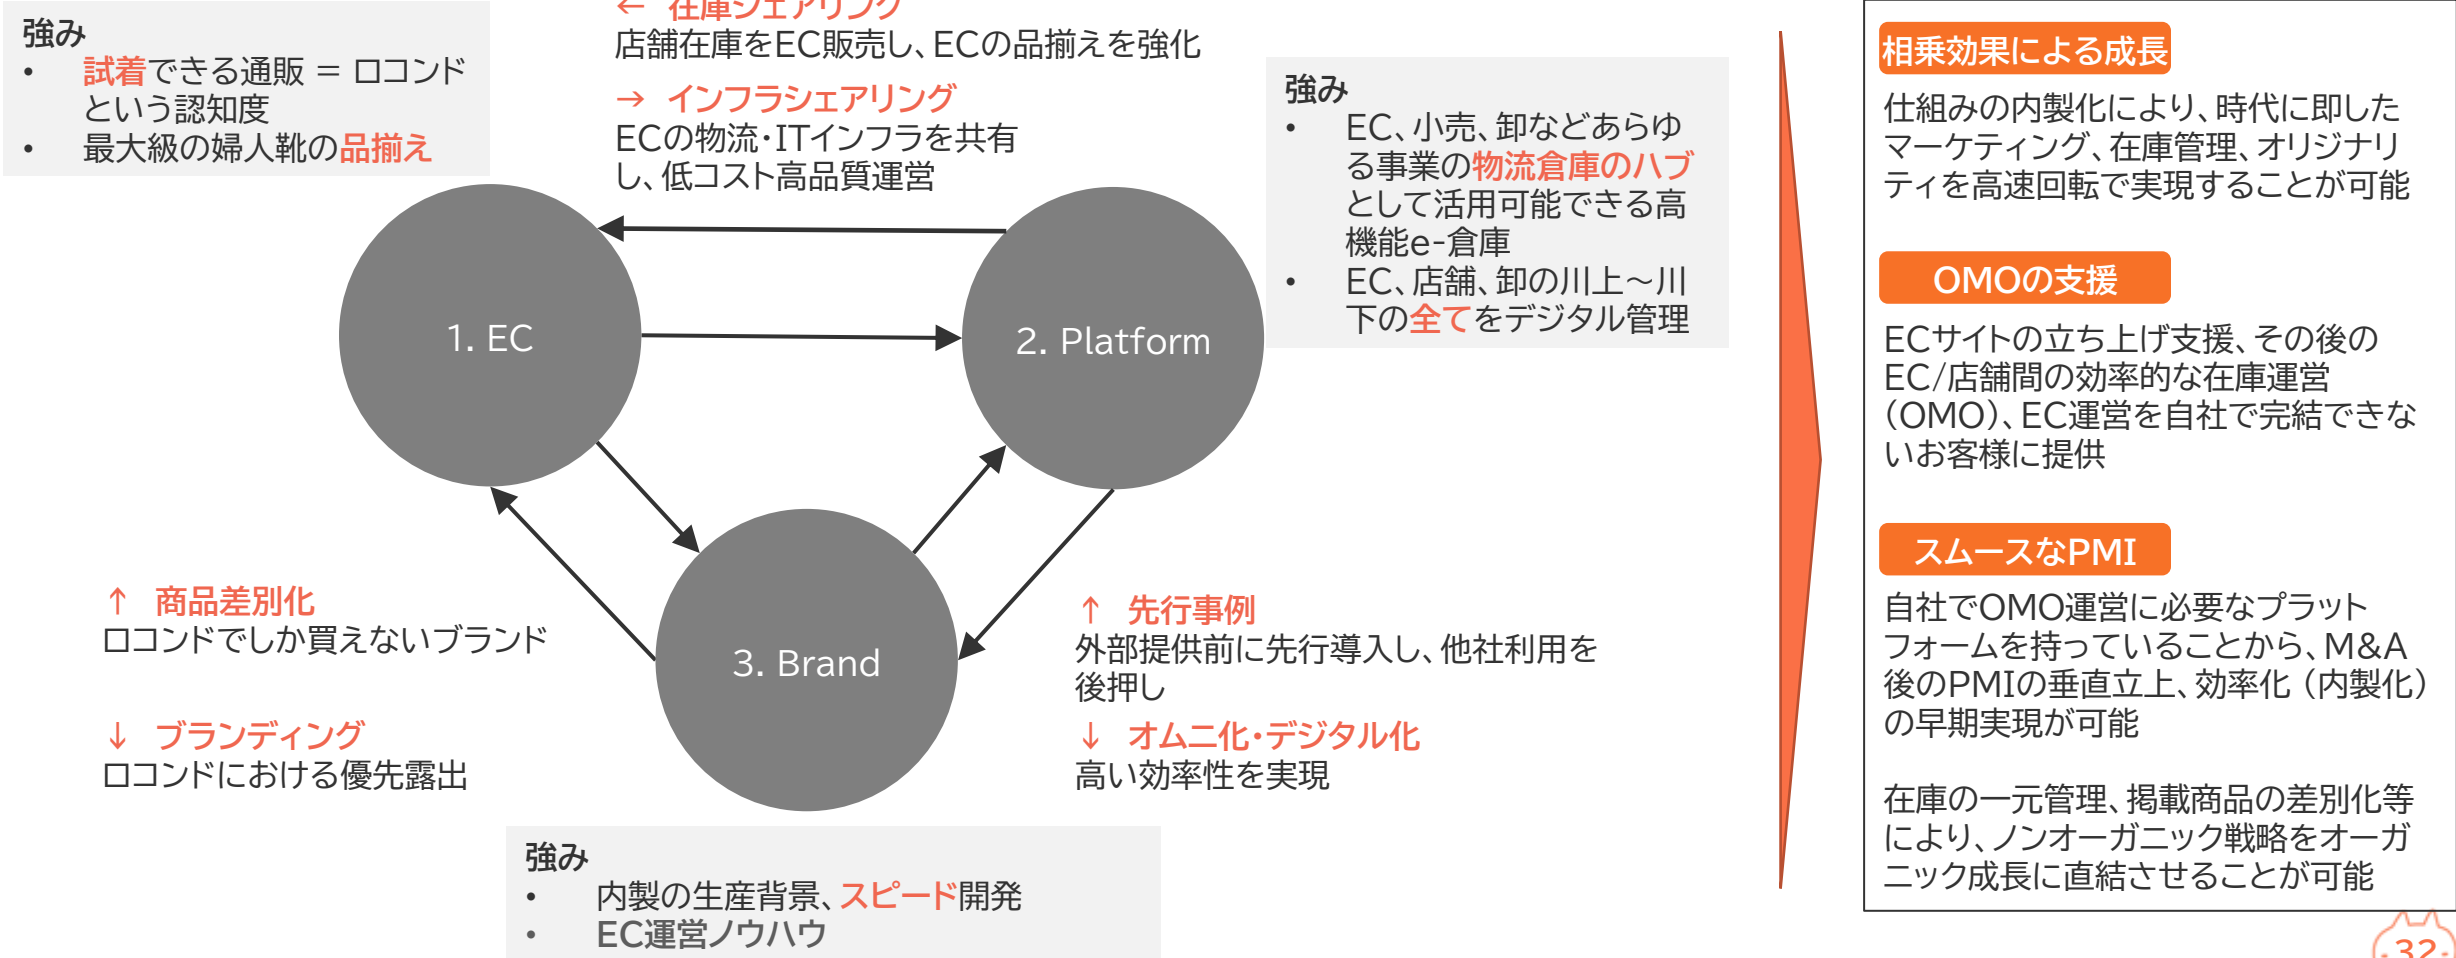 強み
• 試着できる通販 = ロコンド
という認知度
• 最大級の婦人靴の品揃え
← 在庫シェアリング
店舗在庫をEC販売し、ECの品揃えを強化
→ インフラシェアリング
ECの物流・ITインフラを共有
し、低コスト高品質運営
強み
• EC、小売、卸などあらゆ
る事業の物流倉庫のハブ
として活用可能できる高
機能e-倉庫
• EC、店舗、卸の川上～川
下の全てをデジタル管理
1. EC
2. Platform
3. Brand
↑ 商品差別化
ロコンドでしか買えないブランド
↓ ブランディング
ロコンドにおける優先露出
↑ 先行事例
外部提供前に先行導入し、他社利用を
後押し
↓ オムニ化・デジタル化
高い効率性を実現
強み
• 内製の生産背景、スピード開発
• EC運営ノウハウ
相乗効果による成長
仕組みの内製化により、時代に即した
マーケティング、在庫管理、オリジナリ
ティを高速回転で実現することが可能
OMOの支援
ECサイトの立ち上げ支援、その後の
EC/店舗間の効率的な在庫運営
（OMO）、EC運営を自社で完結できな
いお客様に提供
スムースなPMI
自社でOMO運営に必要なプラット
フォームを持っていることから、M&A
後のPMIの垂直立上、効率化（内製化）
の早期実現が可能
在庫の一元管理、掲載商品の差別化等
により、ノンオーガニック戦略をオーガ
ニック成長に直結させることが可能
32